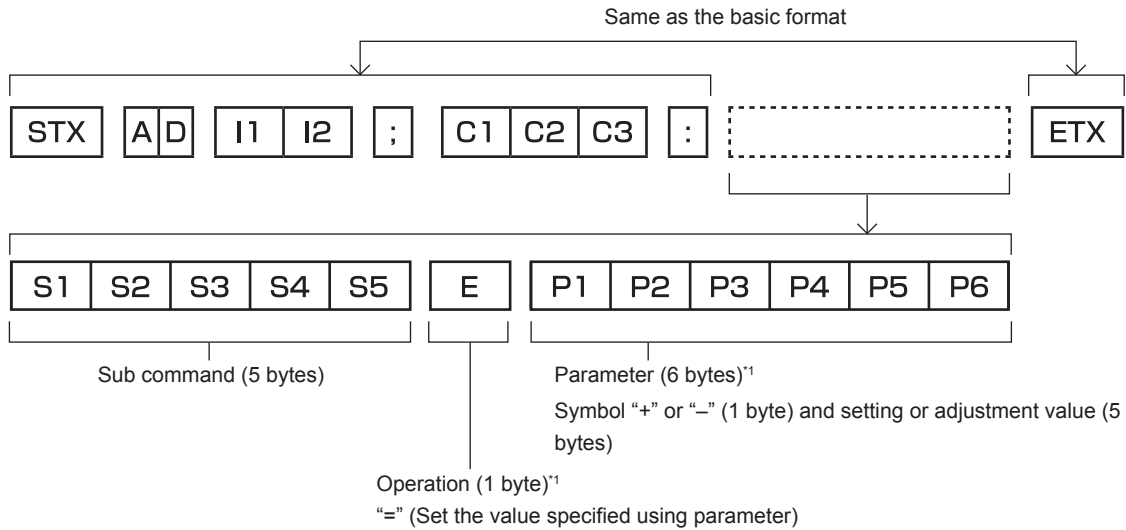 Same as the basic format
STX A D I1 I2 ; C1 C2 C3 : ETX
S1 S2 S3 S4 S5 E P1 P2 P3 P4 P5 P6
Sub command (5 bytes)
Parameter (6 bytes)*1
Symbol “+” or “–” (1 byte) and setting or adjustment value (5
bytes)
Operation (1 byte)*1
“=” (Set the value specified using parameter)